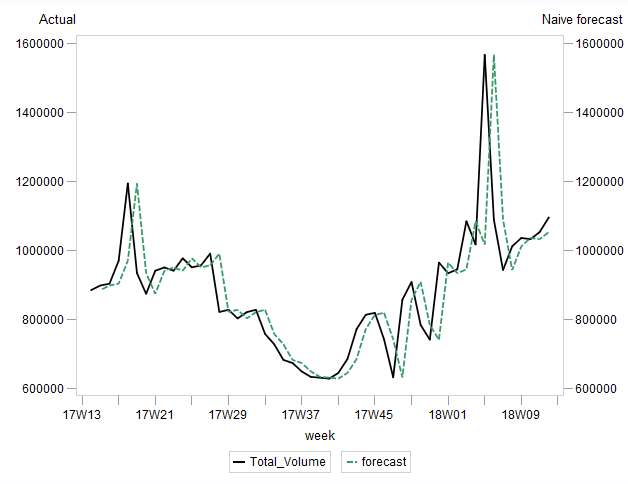 Actual Naive forecast
1600000 1600000
1400000 1400000
1200000 1200000
1000000 1000000
800000 800000
600000 600000
17W13 17W21 17W29 17W37 17W45 18W01 18W09
week
Total_Volume forecast